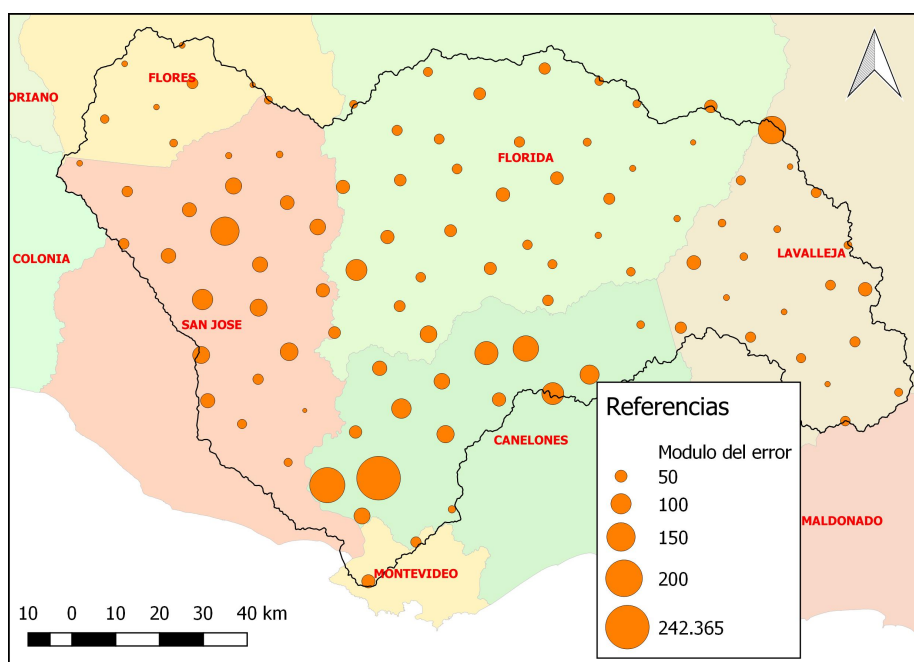 FLORES
ORIANO
FLORIDA
COLONIA
LAVALLEJA
SAN JOSE
CANELONES
MALDONADO
MONTEVIDEO
Referencias
Modulo del error
50
100
150
200
242.365
10 0 10 20 30 40 km